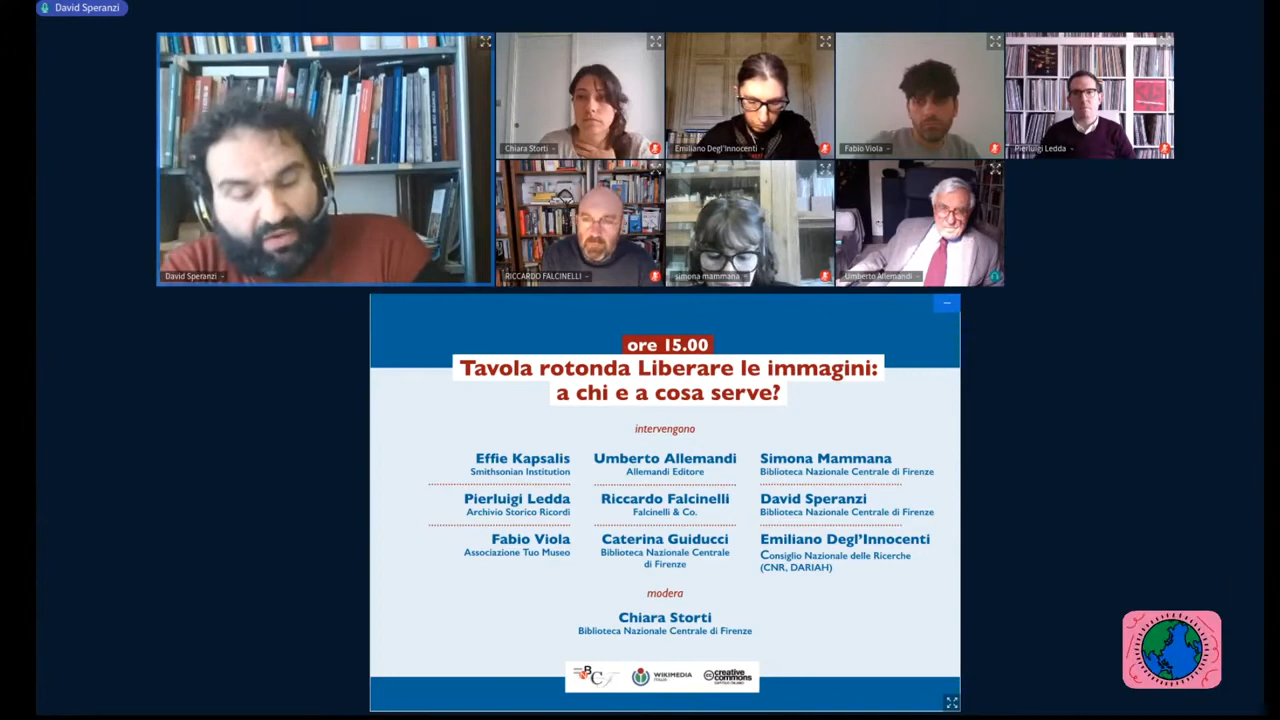 David Speranzi
Chiara Storti
Emiliano Degl'Innocenti
Fabio Viola
Pierluigi Ledda
David Speranzi
RICCARDO FALCINELLI
simona mammana
Umberto Allemandi
ore 15.00
Tavola rotonda Liberare le immagini:
a chi e a cosa serve?
intervengono
Effie Kapsalis
Smithsonian Institution
Umberto Allemandi
Allemandi Editore
Simona Mammana
Biblioteca Nazionale Centrale di Firenze
Pierluigi Ledda
Archivio Storico Ricordi
Riccardo Falcinelli
Falcinelli & Co.
David Speranzi
Biblioteca Nazionale Centrale di Firenze
Fabio Viola
Associazione Tuo Museo
Caterina Guiducci
Biblioteca Nazionale Centrale
di Firenze
Emiliano Degl'Innocenti
Consiglio Nazionale delle Ricerche
(CNR, DARIAH)
modera
Chiara Storti
Biblioteca Nazionale Centrale di Firenze
WIKIMEDIA
ITALIA
cc creative
commons